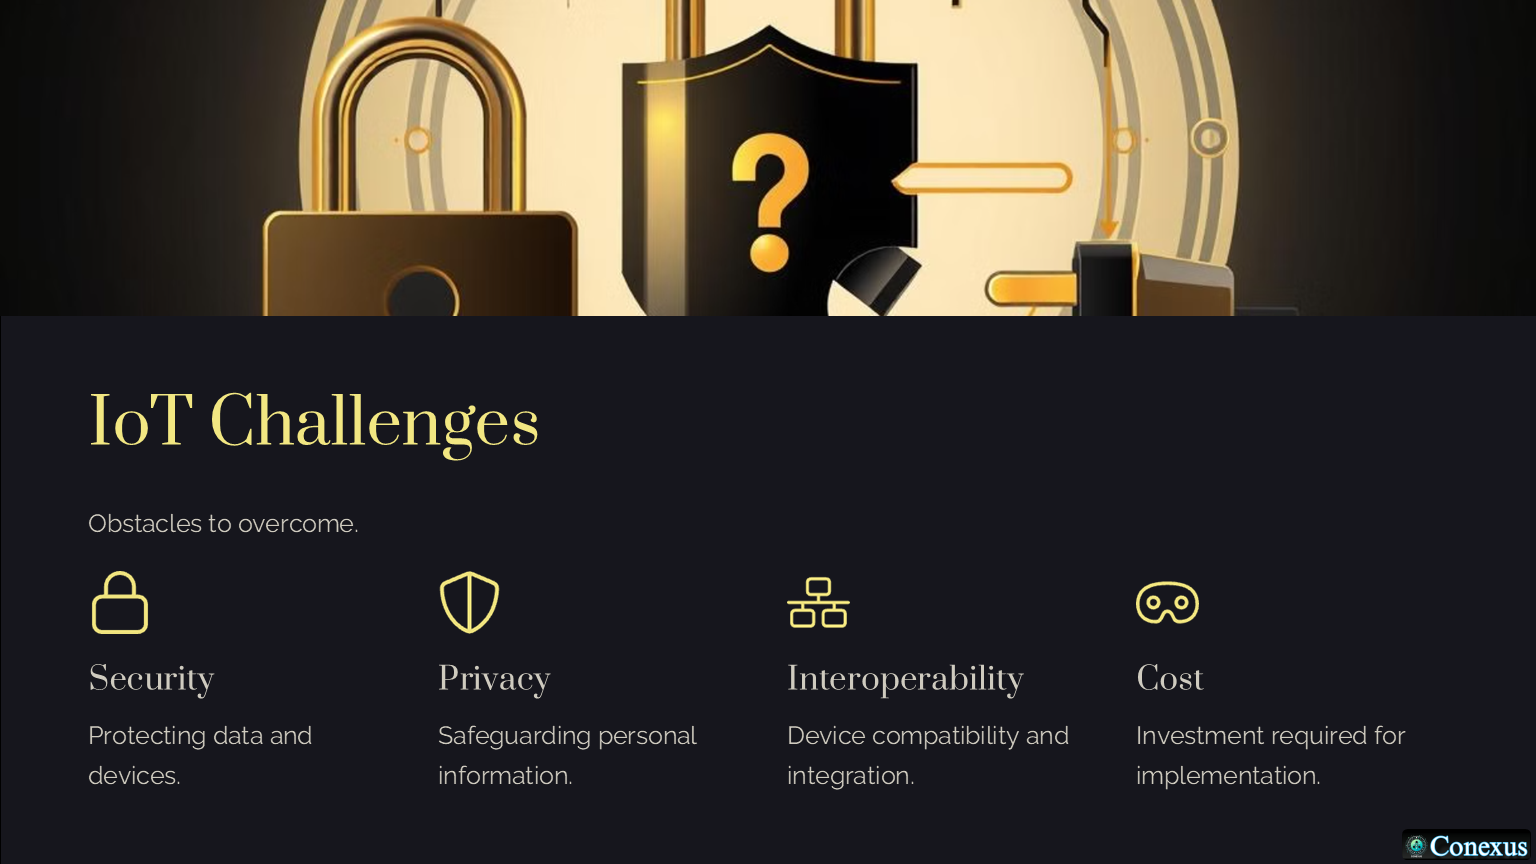 ?
IoT Challenges
Obstacles to overcome.
Security
Protecting data and
devices.
Privacy
Safeguarding personal
information.
Interoperability
Device compatibility and
integration.
Cost
Investment required for
implementation.
Conexus